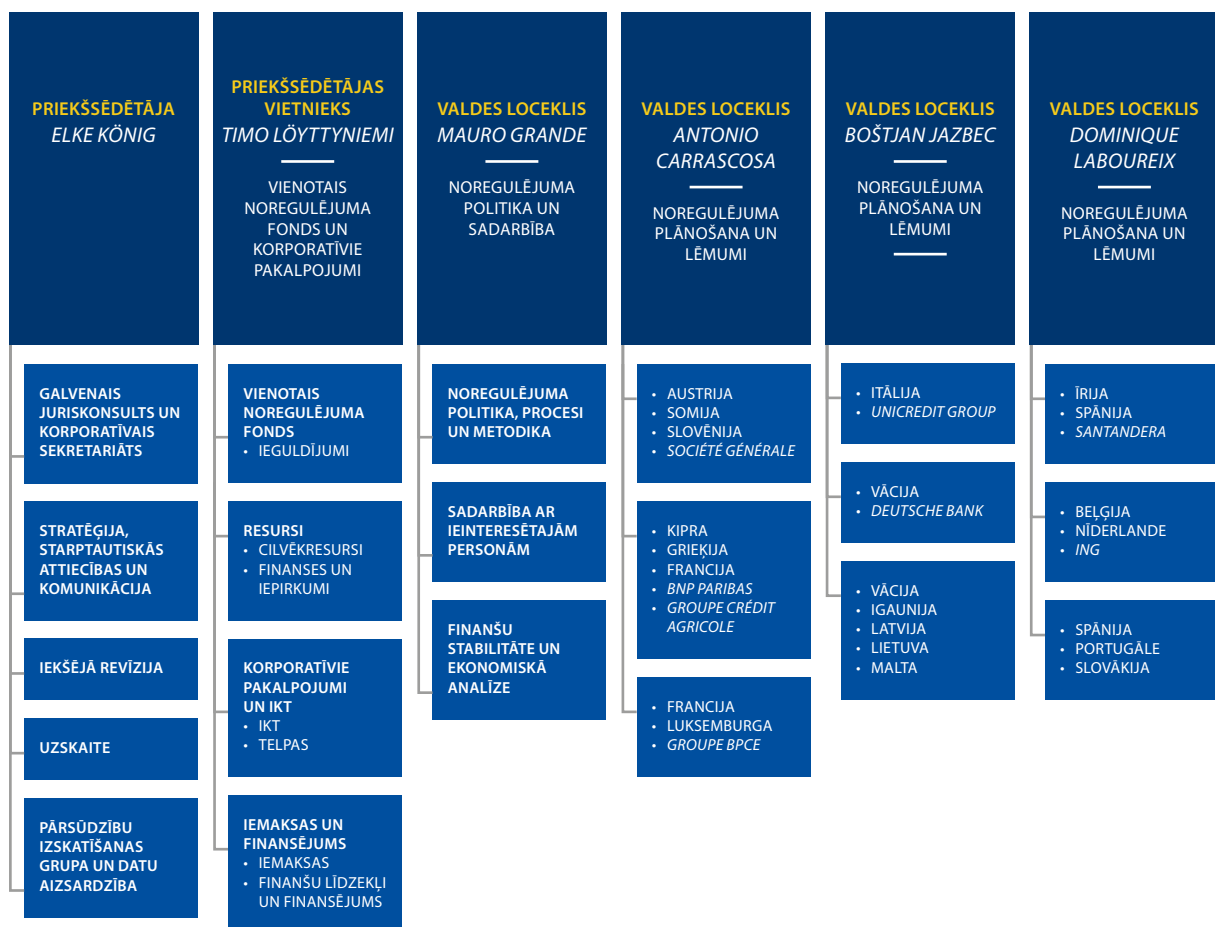 PRIEKŠSĒDĒTĀJA
ELKE KÖNIG
GALVENAIS
JURISKONSULTS UN
KORPORATĪVAIS
SEKRETARIĀTS
STRATĒĢIJA,
STARPTAUTISKĀS
ATTIECĪBAS UN
KOMUNIKĀCIJA
IEKŠĒJĀ REVĪZIJA
UZSKAITE
PĀRSŪDZĪBU
IZSKATĪŠANAS
GRUPA UN DATU
AIZSARDZĪBA
PRIEKŠSĒDĒTĀJAS
VIETNIEKS
TIMO LÖYTTYNIEMI
VIENOTAIS
NOREGULĒJUMA
FONDS UN
KORPORATĪVIE
PAKALPOJUMI
VIENOTAIS
NOREGULĒJUMA
FONDS
• IEGULDĪJUMI
RESURSI
• CILVĒKRESURSI
• FINANSES UN
IEPIRKUMI
KORPORATĪVIE
PAKALPOJUMI
UN IKT
• IKT
• TELPAS
IEMAKSAS UN
FINANSĒJUMS
• IEMAKSAS
• FINANŠU LĪDZEKĻI
UN FINANSĒJUMS
VALDES LOCEKLIS
MAURO GRANDE
NOREGULĒJUMA
POLITIKA UN
SADARBĪBA
NOREGULĒJUMA
POLITIKA, PROCESI
UN METODIKA
SADARBĪBA AR
IEINTERESĒTAJĀM
PERSONĀM
FINANŠU
STABILITĀTE UN
EKONOMISKĀ
ANALĪZE
VALDES LOCEKLIS
ANTONIO
CARRASCOSA
NOREGULĒJUMA
PLĀNOŠANA UN
LĒMUMI
• AUSTRIJA
• SOMIJA
• SLOVĒNIJA
• SOCIÉTÉ GÉNÉRALE
• KIPRA
• GRIEĶIJA
• FRANCIJA
• BNP PARIBAS
• GROUPE CRÉDIT
AGRICOLE
• FRANCIJA
• LUKSEMBURGA
• GROUPE BPCE
VALDES LOCEKLIS
BOŠTJAN JAZBEC
NOREGULĒJUMA
PLĀNOŠANA UN
LĒMUMI
• ITĀLIJA
• UNICREDIT GROUP
• VĀCIJA
• DEUTSCHE BANK
• VĀCIJA
• IGAUNIJA
• LATVIJA
• LIETUVA
• MALTA
VALDES LOCEKLIS
DOMINIQUE
LABOUREIX
NOREGULĒJUMA
PLĀNOŠANA UN
LĒMUMI
• ĪRIJA
• SPĀNIJA
• SANTANDERA
• BEĻĢIJA
• NĪDERLANDE
• ING
• SPĀNIJA
• PORTUGĀLE
• SLOVĀKIJA